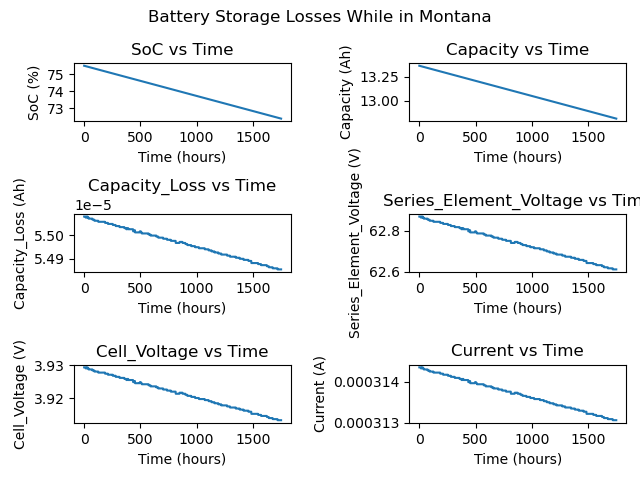 Battery Storage Losses While in Montana
SoC vs Time
SoC (%)
75
74
73
0 500 1000 1500
Time (hours)
Capacity vs Time
Capacity (Ah)
13.25
13.00
0 500 1000 1500
Time (hours)
Capacity_Loss vs Time
1e−5
Capacity_Loss (Ah)
5.50
5.49
0 500 1000 1500
Time (hours)
Series_Element_Voltage vs Tim
Series_Element_Voltage (V)
62.8
62.6
0 500 1000 1500
Time (hours)
Cell_Voltage vs Time
Cell_Voltage (V)
3.93
3.92
0 500 1000 1500
Time (hours)
Current vs Time
Current (A)
0.000314
0.000313
0 500 1000 1500
Time (hours)